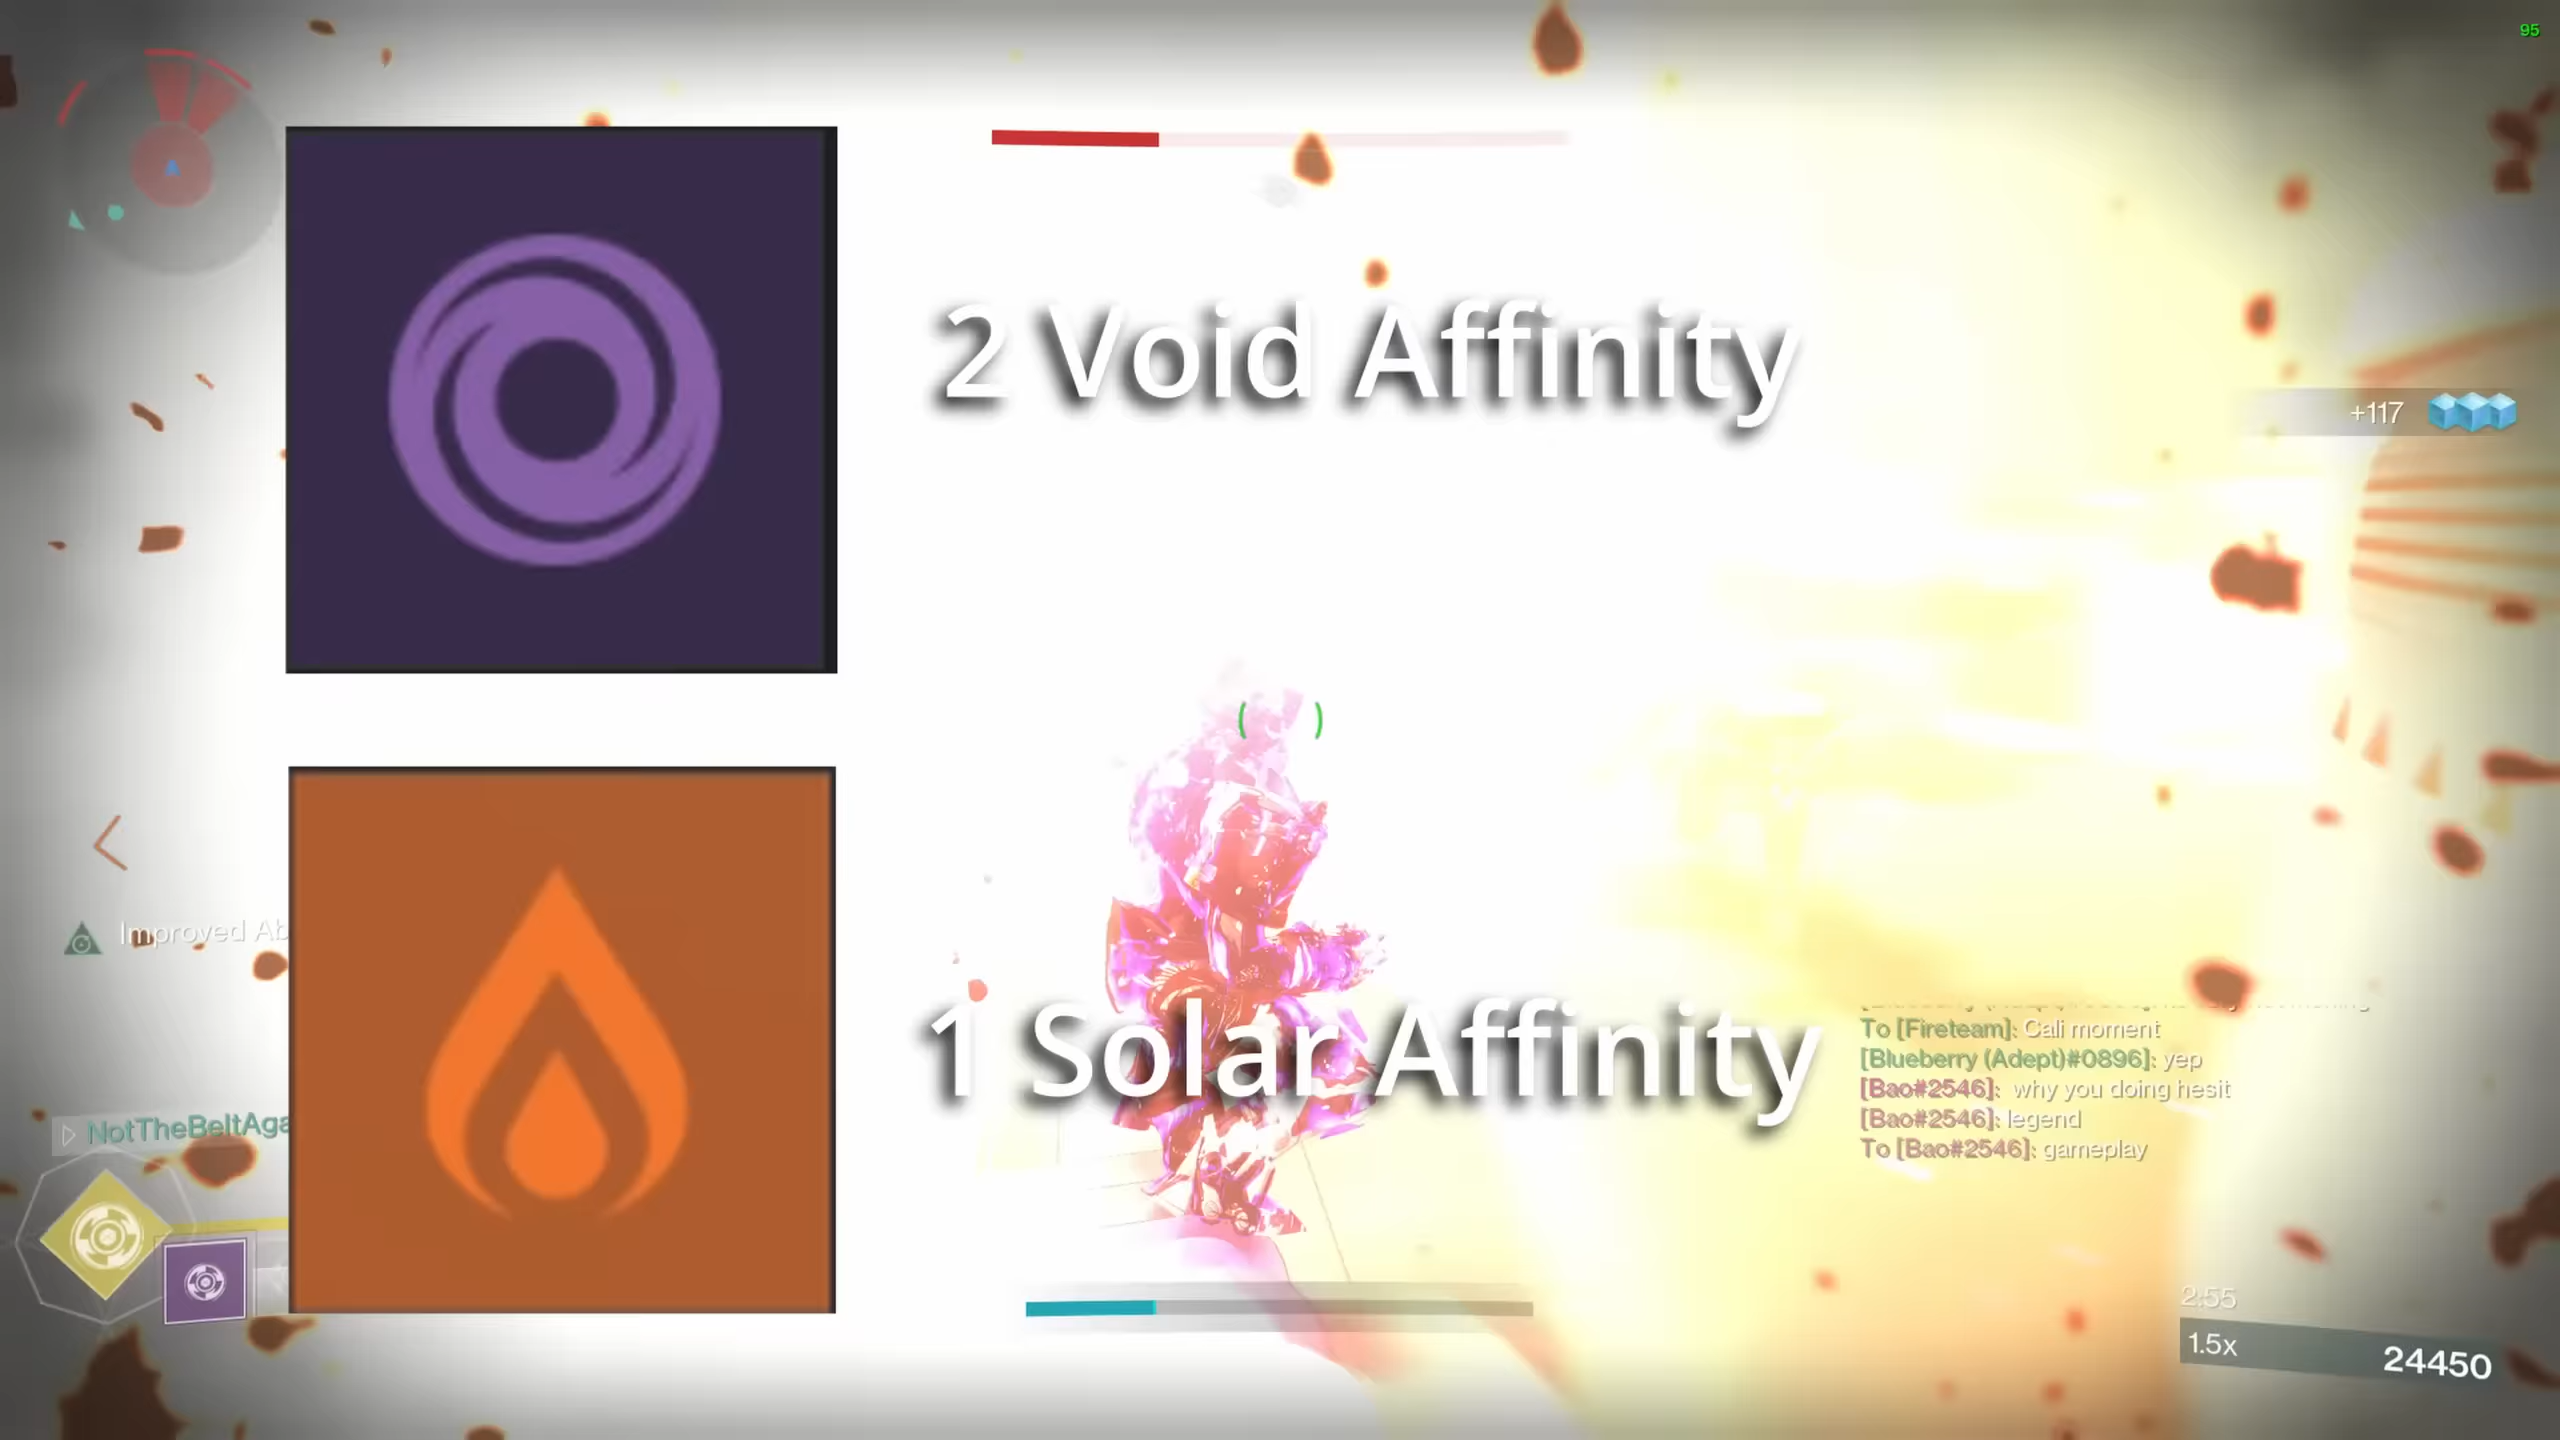 95
2 Void Affinity
+117
Improved Ab
1 Solar Affinity
To [Fireteam]: Cali moment
[Blueberry (Adept)#0896]: yep
[Bao#2546]: why you doing hesit
[Bao#2546]: legend
To [Bao#2546]: gameplay
NotTheBeltAga
2:55
1.5x
24450